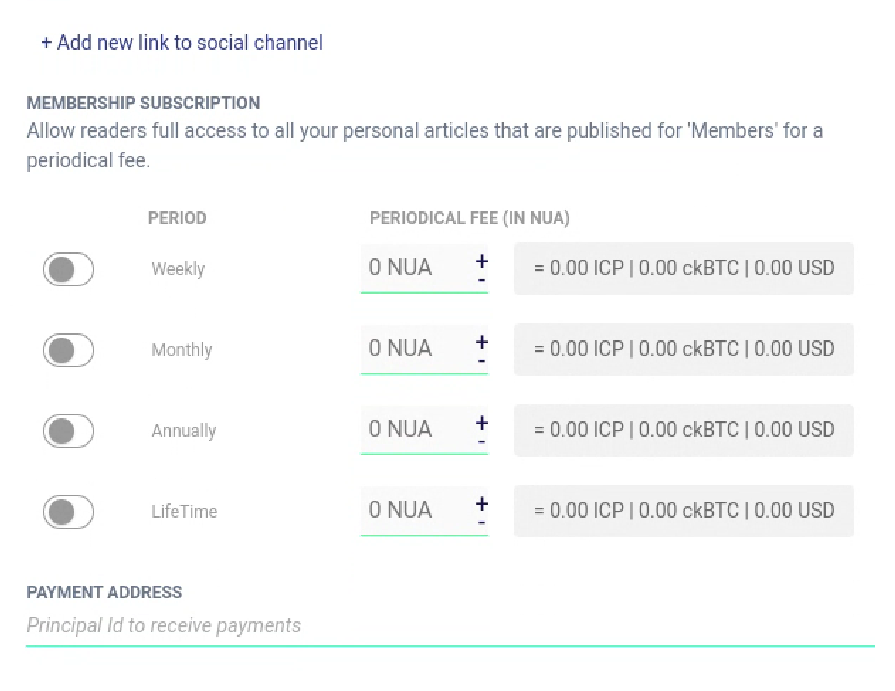 + Add new link to social channel
MEMBERSHIP SUBSCRIPTION
Allow readers full access to all your personal articles that are published for 'Members' for a
periodical fee.
PERIOD PERIODICAL FEE (IN NUA)
Weekly 0 NUA + - = 0.00 ICP | 0.00 ckBTC | 0.00 USD
Monthly 0 NUA + - = 0.00 ICP | 0.00 ckBTC | 0.00 USD
Annually 0 NUA + - = 0.00 ICP | 0.00 ckBTC | 0.00 USD
LifeTime 0 NUA + - = 0.00 ICP | 0.00 ckBTC | 0.00 USD
PAYMENT ADDRESS
Principal Id to receive payments